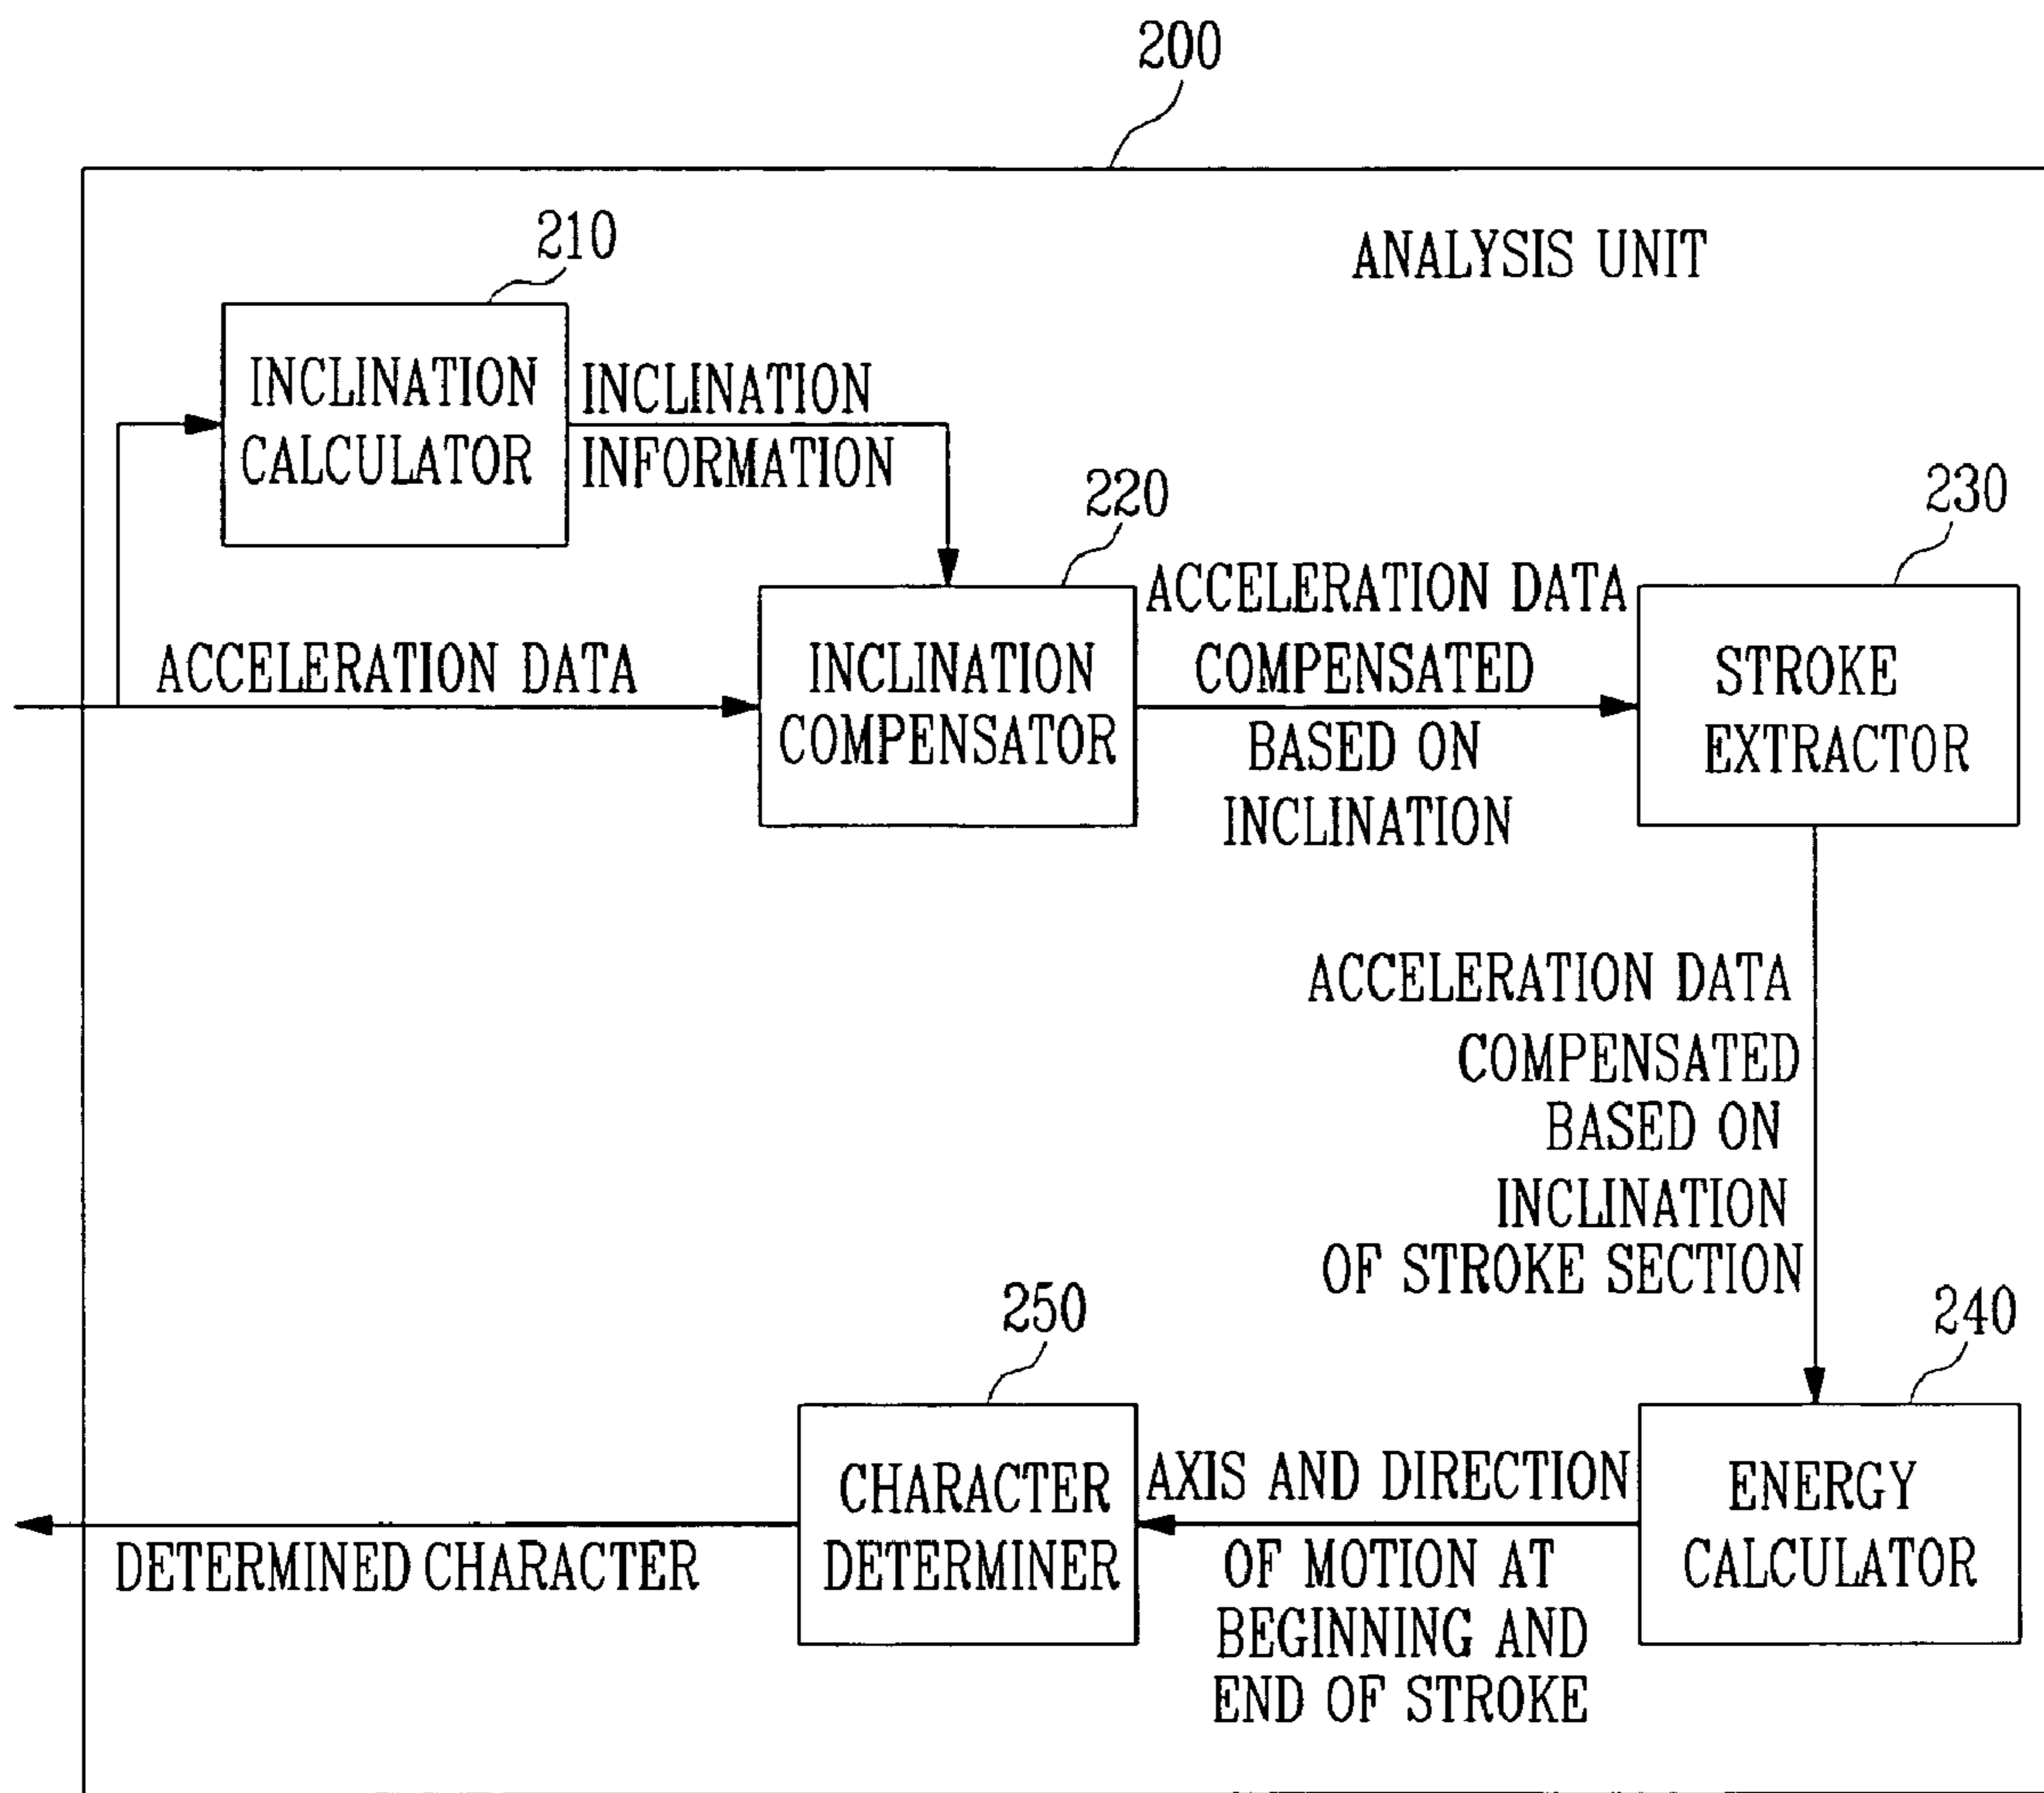 200
ANALYSIS UNIT
210
INCLINATION
CALCULATOR
INCLINATION
INFORMATION
220
230
ACCELERATION DATA
INCLINATION
COMPENSATOR
ACCELERATION DATA
COMPENSATED
BASED ON
INCLINATION
STROKE
EXTRACTOR
ACCELERATION DATA
COMPENSATED
BASED ON
INCLINATION
OF STROKE SECTION
240
250
ENERGY
CALCULATOR
AXIS AND DIRECTION
OF MOTION AT
BEGINNING AND
END OF STROKE
CHARACTER
DETERMINER
DETERMINED CHARACTER